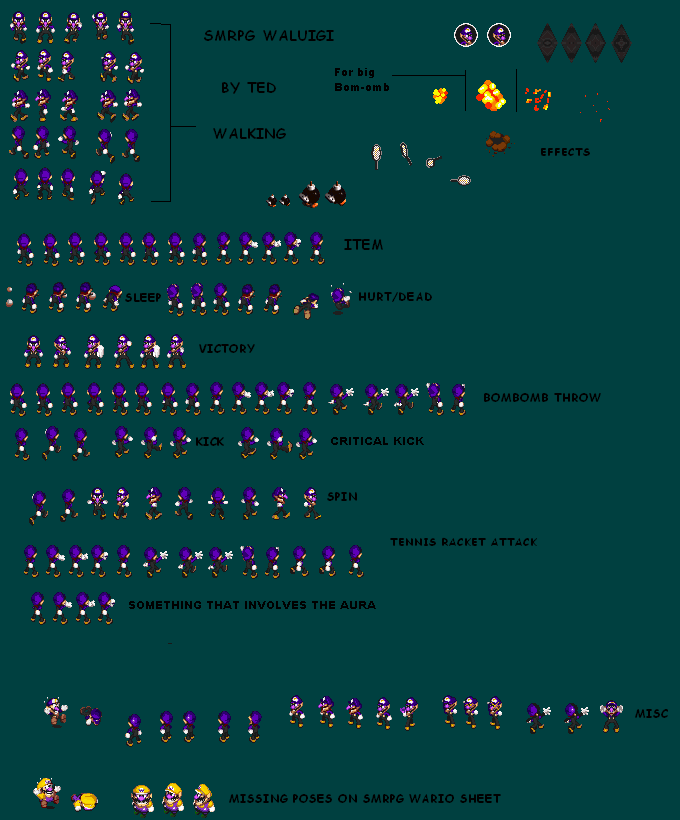 SMRPG WALUIGI
BY TED
WALKING
For big
Bom-omb
EFFECTS
ITEM
SLEEP
HURT/DEAD
VICTORY
BOMBOMB THROW
KICK
CRITICAL KICK
SPIN
TENNIS RACKET ATTACK
SOMETHING THAT INVOLVES THE AURA
MISC
MISSING POSES ON SMRPG WARIO SHEET